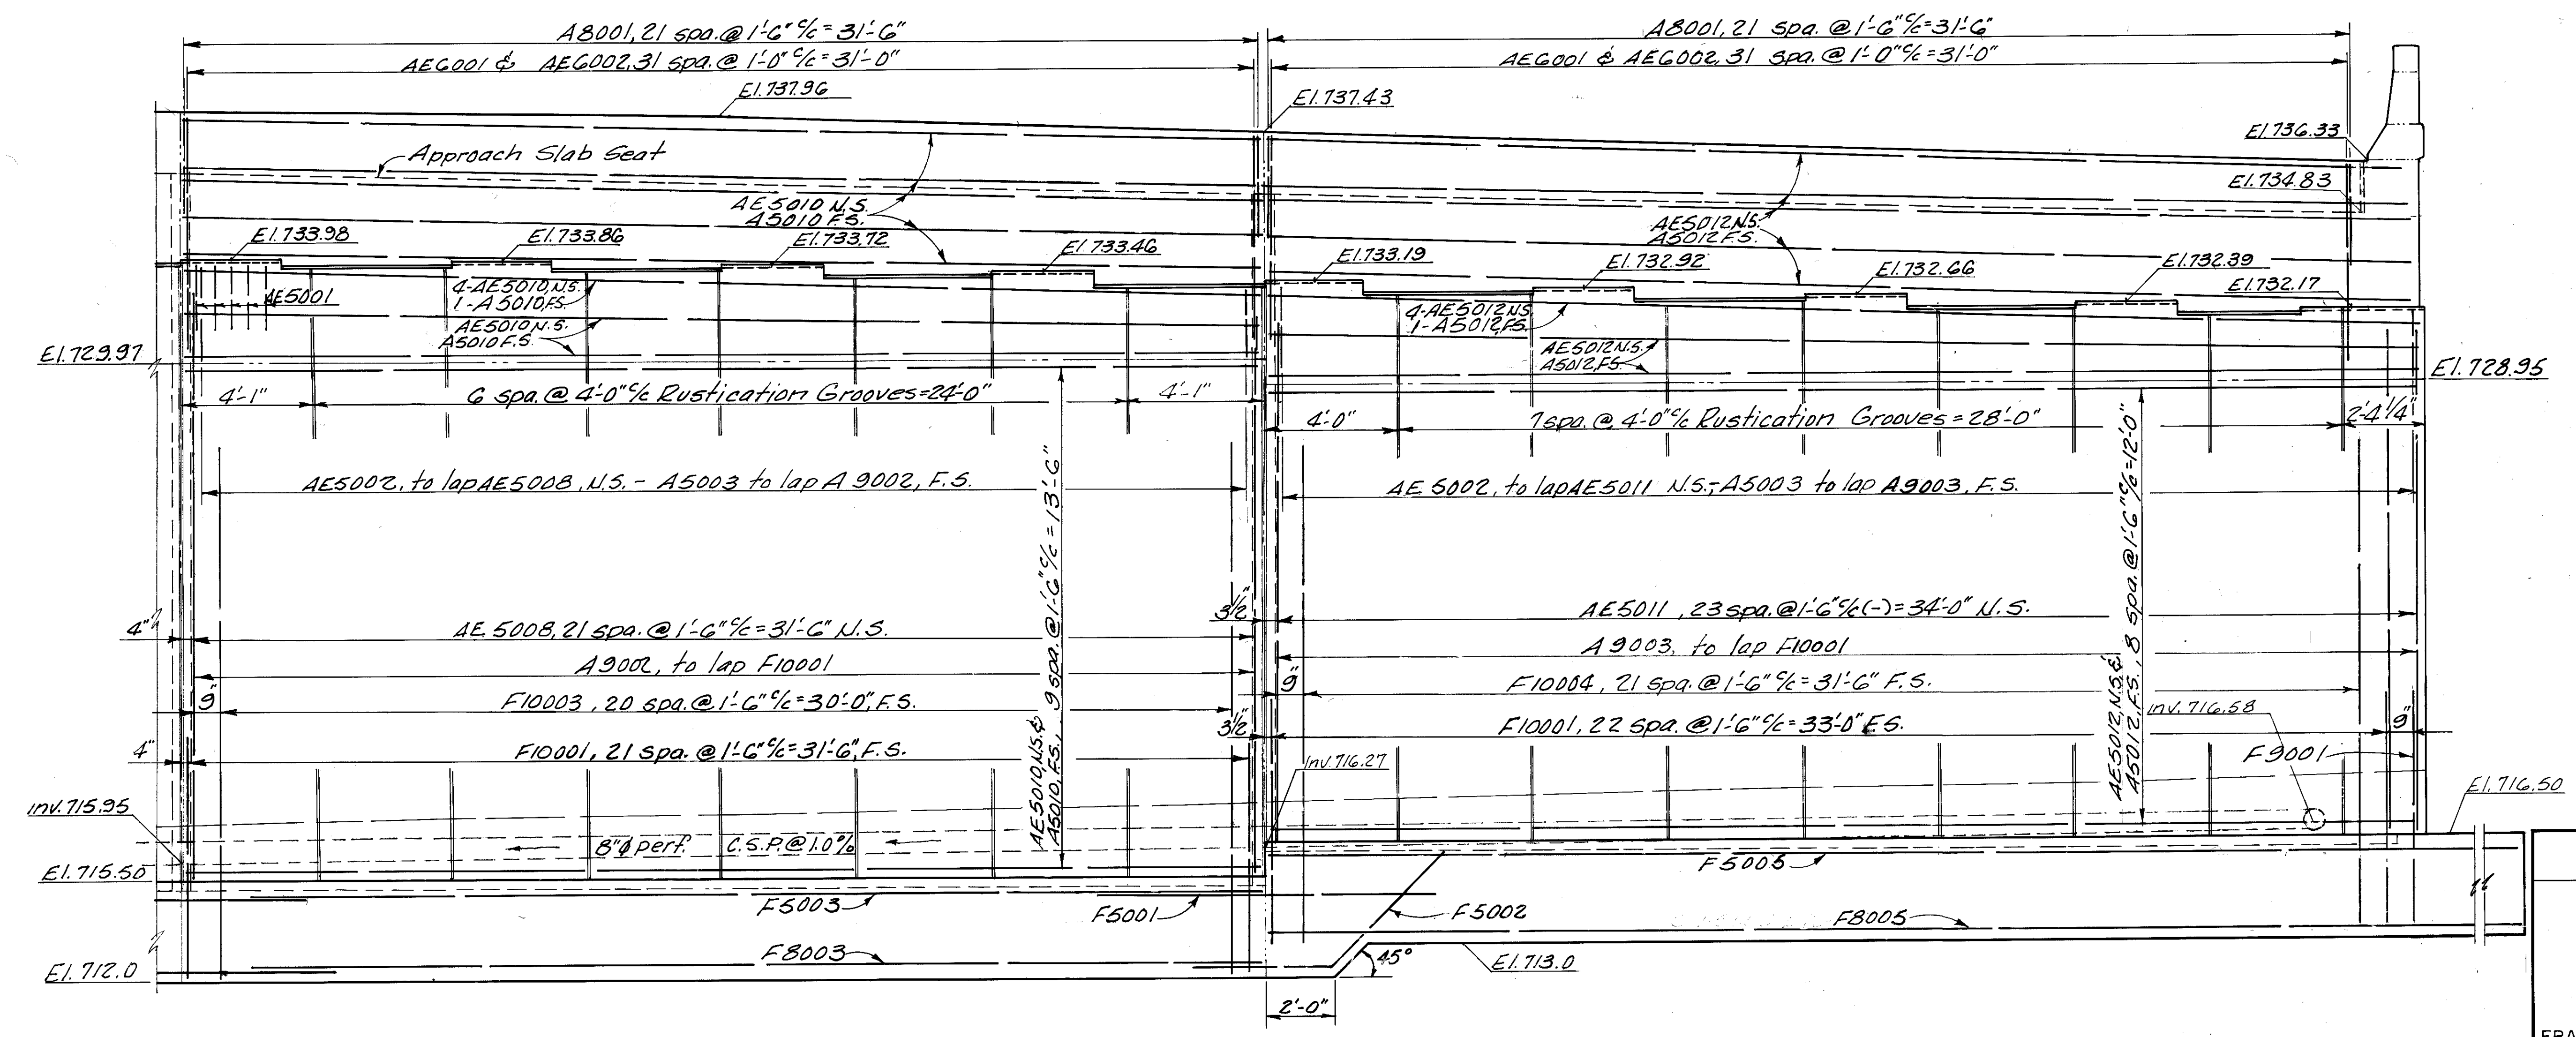 A8001, 21 spa. @ 1'-6" c/c = 31'-6"
A8001, 21 spa. @ 1'-6" c/c = 31'-6"
AE6001 & AE6002, 31 spa. @ 1'-0" c/c = 31'-0"
AE6001 & AE6002, 31 spa. @ 1'-0" c/c = 31'-0"
El. 737.96
El. 737.43
El. 736.33
Approach Slab Seat
El. 734.83
AE5010 N.S.
A5010 F.S.
AE5012 N.S.
A5012 F.S.
El. 733.98
El. 733.86
El. 733.72
El. 733.46
El. 733.19
El. 732.92
El. 732.66
El. 732.39
El. 732.17
AE5001
4-AE5010, N.S.
1-A5010, F.S.
AE5010 N.S.
A5010 F.S.
4-AE5012 N.S.
1-A5012, F.S.
AE5012 N.S.
A5012, F.S.
El. 729.97
El. 728.95
4'-1"
6 spa. @ 4'-0" c/c Rustication Grooves = 24'-0"
4'-1"
4'-0"
7 spa. @ 4'-0" c/c Rustication Grooves = 28'-0"
2'-4 1/4"
AE5002, to lap AE5008, N.S. - A5003 to lap A9002, F.S.
AE5002, to lap AE5011 N.S.; A5003 to lap A9003, F.S.
AE5010, N.S. &
A5010, F.S., 9 spa. @ 1'-6" c/c = 13'-6"
AE5012, N.S. &
A5012, F.S., 8 spa. @ 1'-6" c/c = 12'-0"
4"
AE5008, 21 spa. @ 1'-6" c/c = 31'-6" N.S.
3 1/2"
AE5011, 23 spa. @ 1'-6" c/c (-) = 34'-0" N.S.
A9002, to lap F10001
A9003, to lap F10001
9"
F10003, 20 spa. @ 1'-6" c/c = 30'-0", F.S.
9"
F10004, 21 spa. @ 1'-6" c/c = 31'-6" F.S.
4"
F10001, 21 spa. @ 1'-6" c/c = 31'-6", F.S.
3 1/2"
F10001, 22 spa. @ 1'-6" c/c = 33'-0" F.S.
9"
Inv. 716.58
Inv. 716.27
F9001
Inv. 715.95
El. 716.50
8"ϕ perf. C.S.P. @ 1.0%
El. 715.50
F5005
F5003
F5001
F5002
F8005
F8003
45°
El. 713.0
El. 712.0
2'-0"